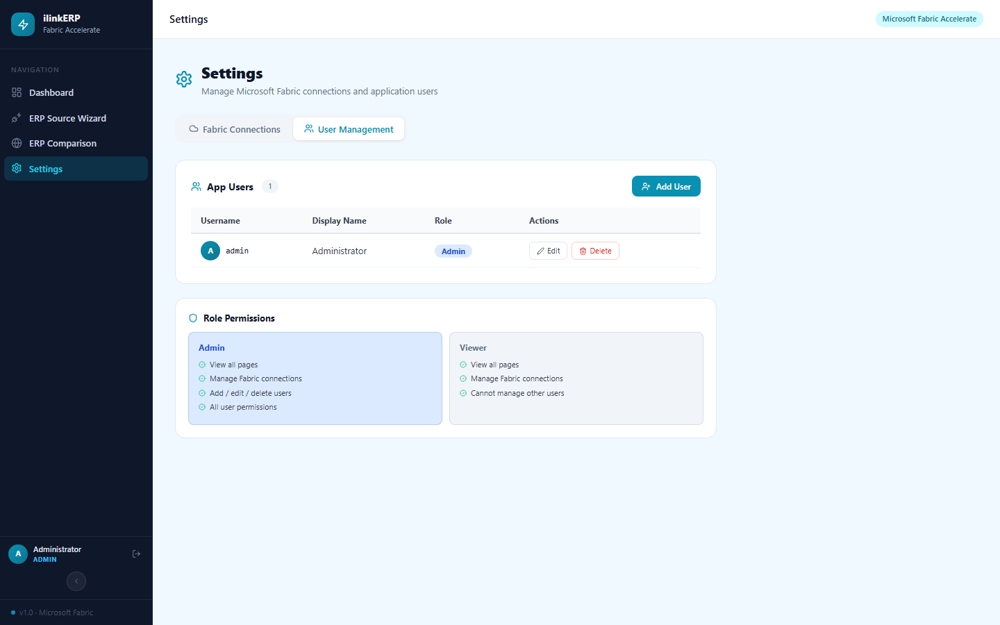 ilinkERP
Fabric Accelerate
NAVIGATION
Dashboard
ERP Source Wizard
ERP Comparison
Settings
Administrator
ADMIN
v1.0 · Microsoft Fabric
Settings
Microsoft Fabric Accelerate
Settings
Manage Microsoft Fabric connections and application users
Fabric Connections
User Management
App Users 1
Add User
Username Display Name Role Actions
A admin Administrator Admin Edit Delete
Role Permissions
Admin
View all pages
Manage Fabric connections
Add / edit / delete users
All user permissions
Viewer
View all pages
Manage Fabric connections
Cannot manage other users
A